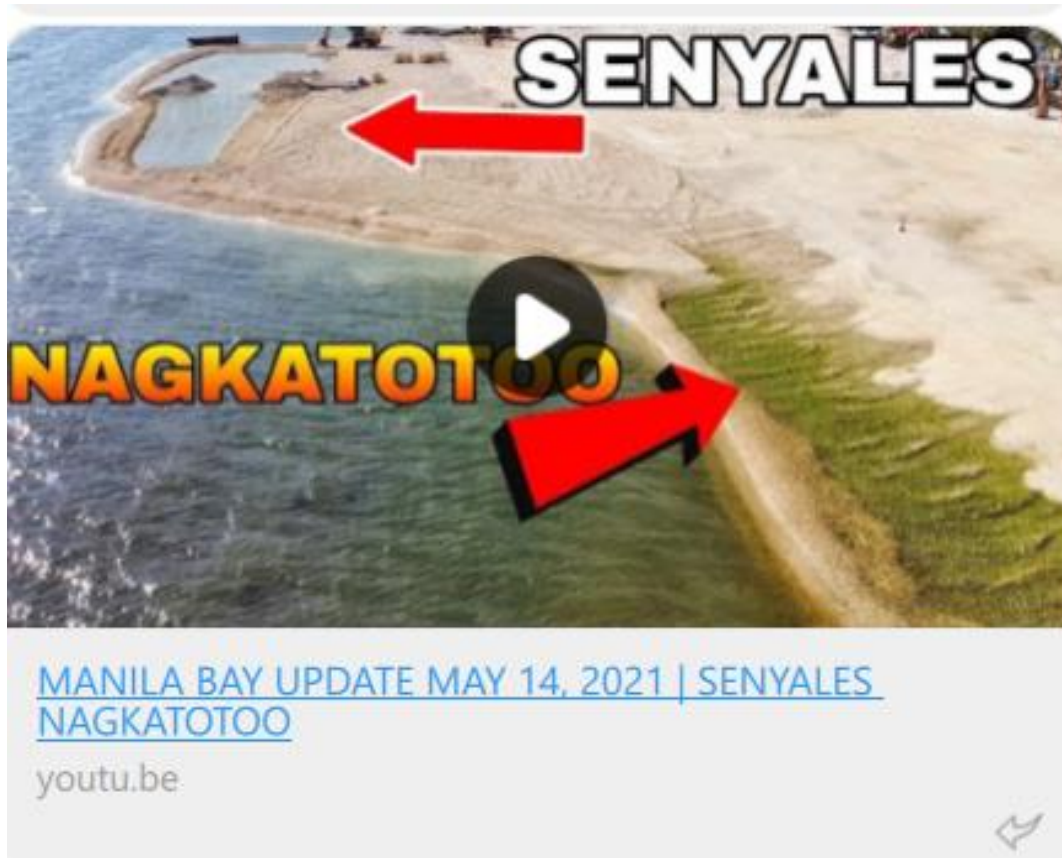 SENYALES
NAGKATOTOO
MANILA BAY UPDATE MAY 14, 2021 | SENYALES
NAGKATOTOO
youtu.be